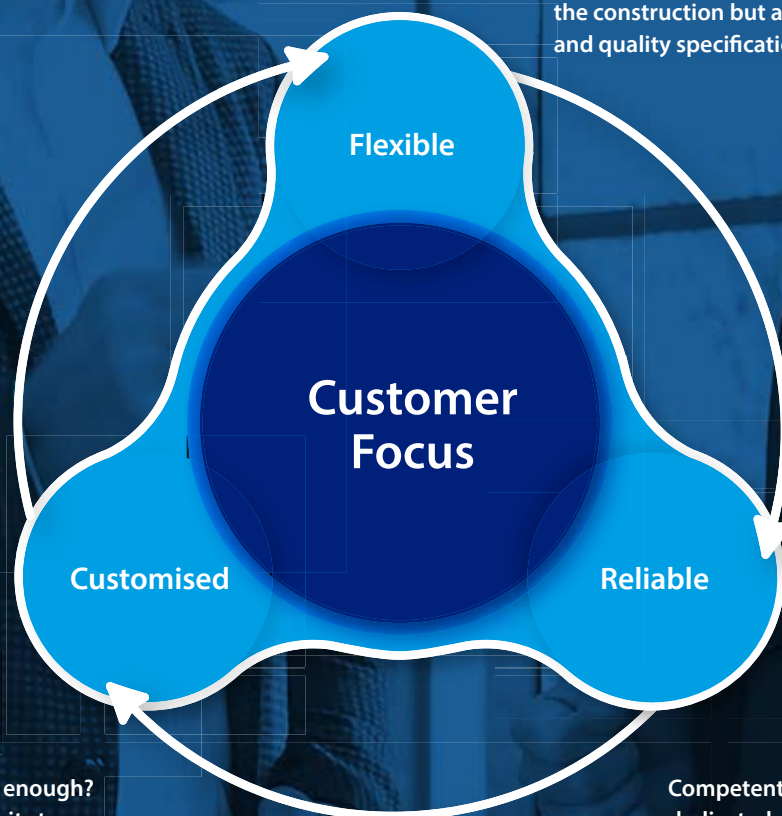 the construction but a
and quality specificati
Flexible
Customer
Focus
Customised
Reliable
enough?
Competent